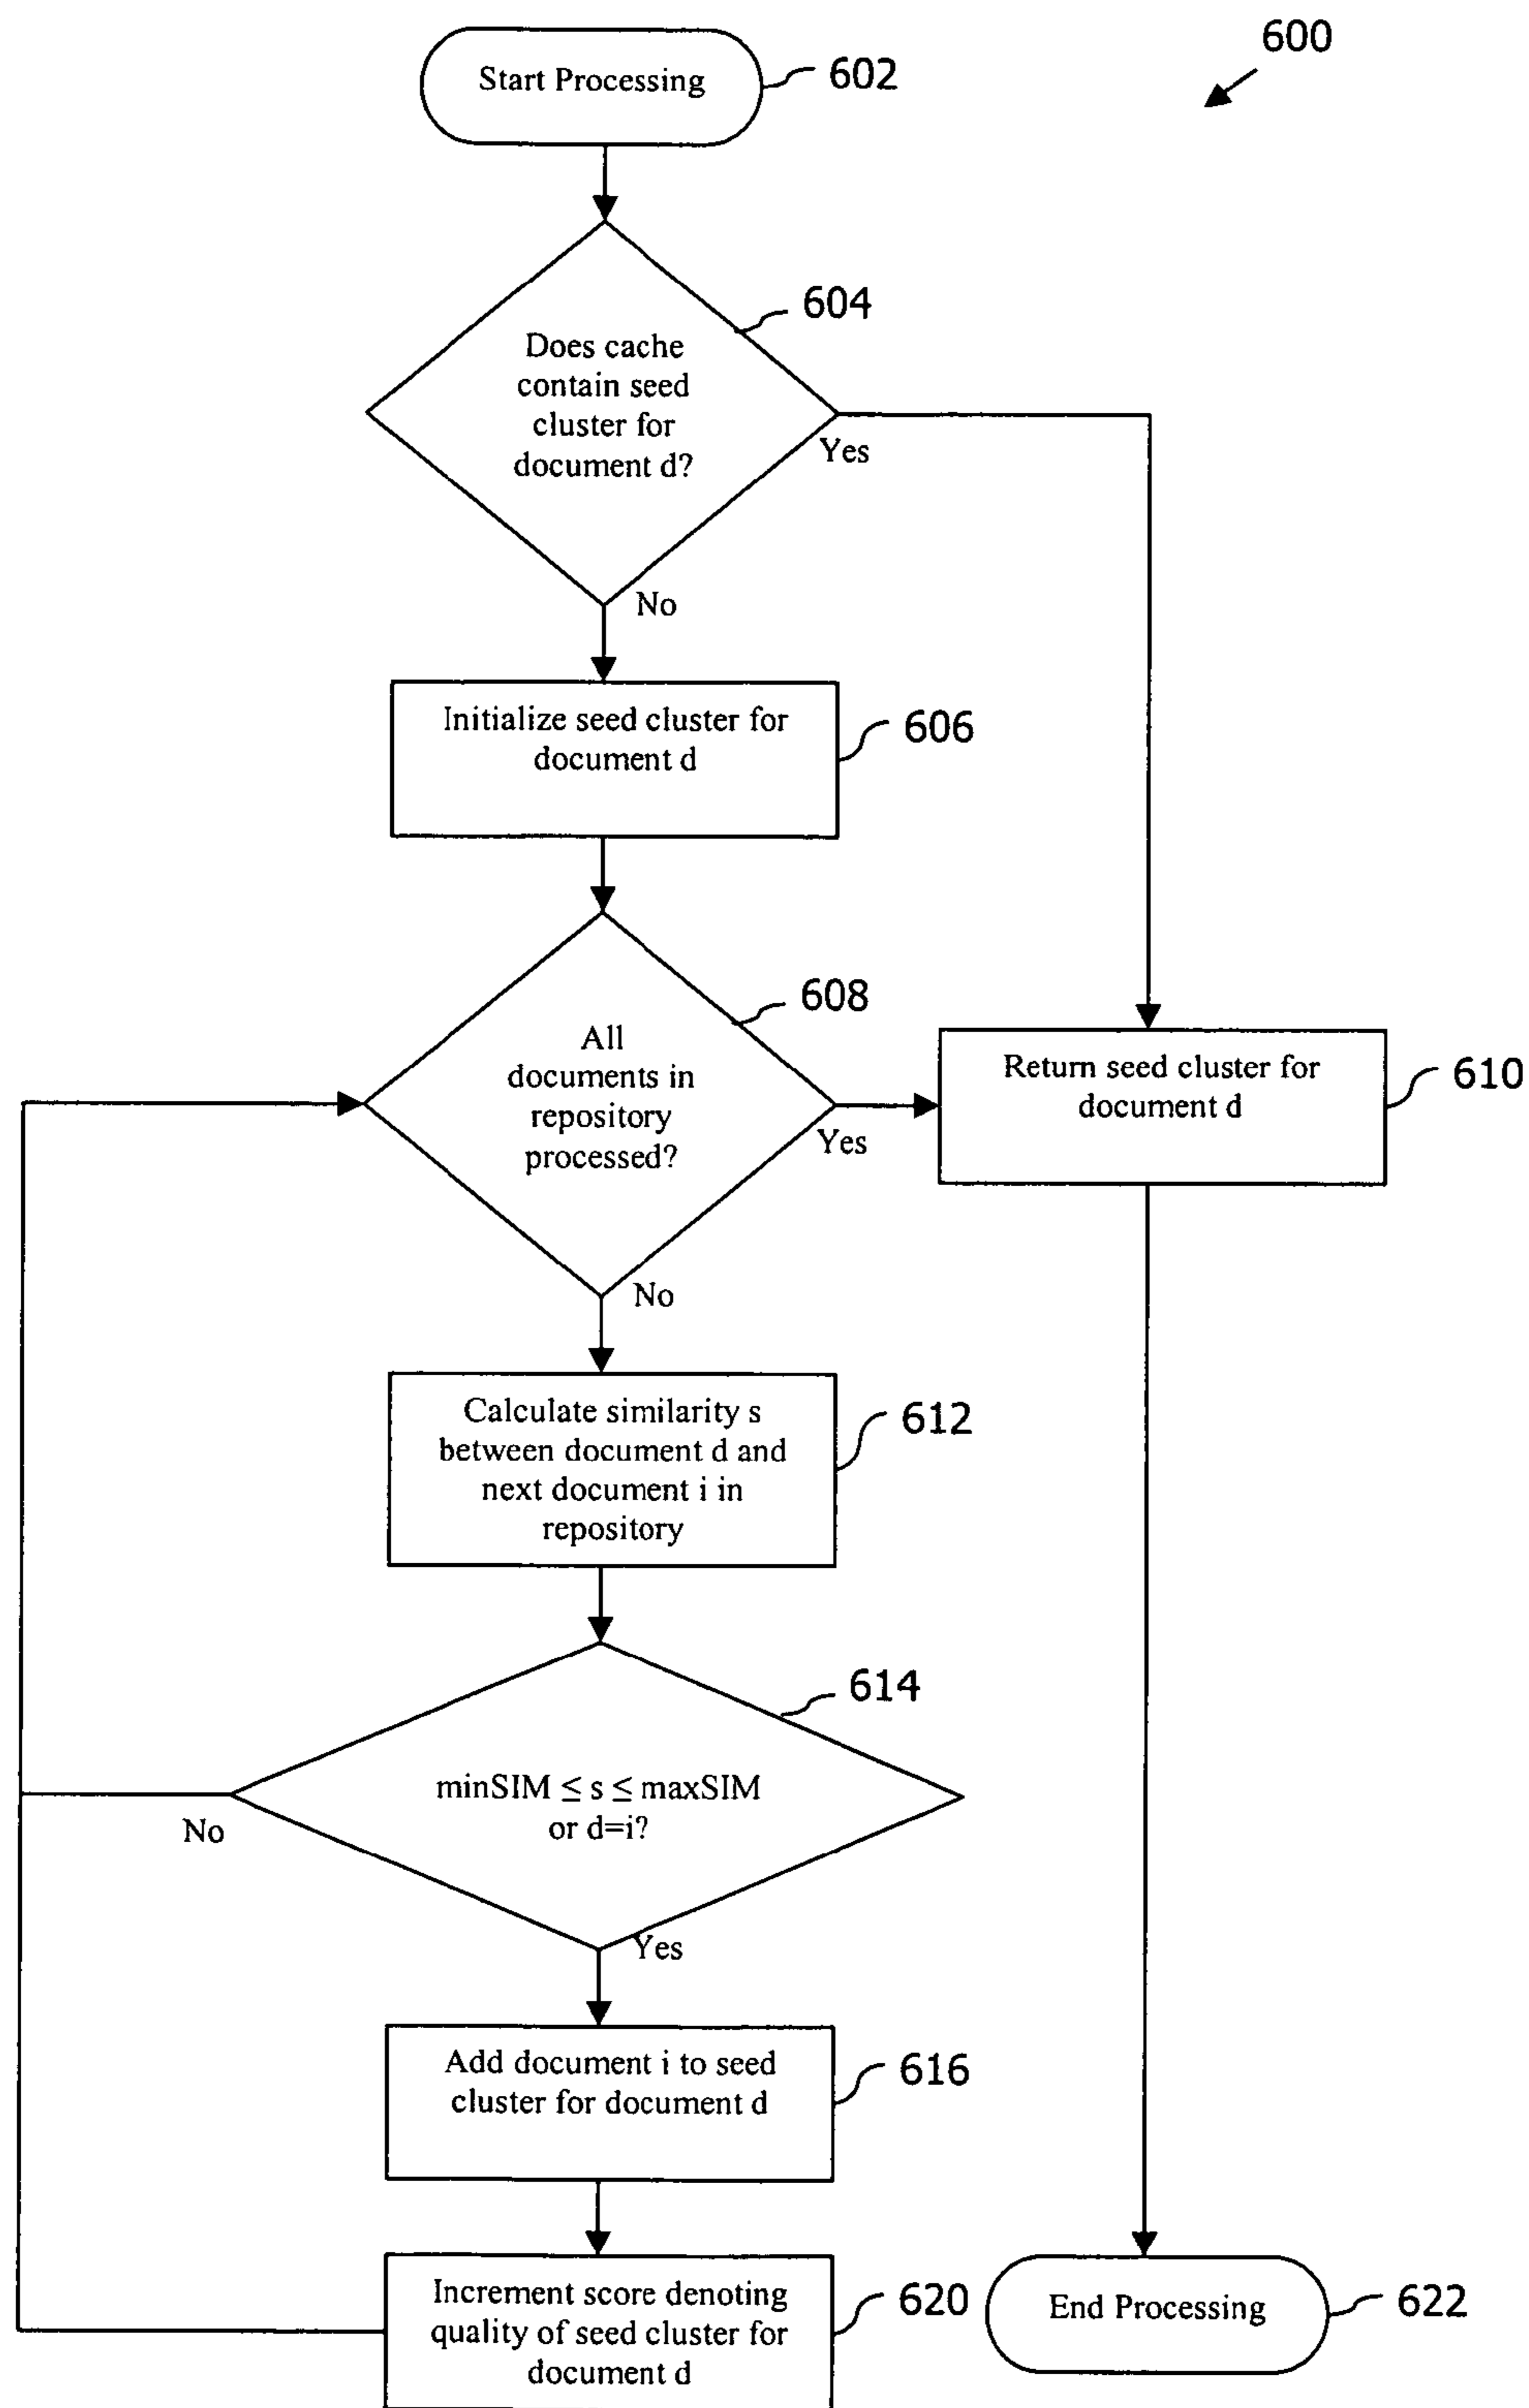 600
Start Processing
602
604
Does cache
contain seed
cluster for
document d?
Yes
No
Initialize seed cluster for
document d
606
608
All
documents in
repository
processed?
Yes
No
Return seed cluster for
document d
610
Calculate similarity s
between document d and
next document i in
repository
612
614
minSIM ≤ s ≤ maxSIM
or d=i?
No
Yes
Add document i to seed
cluster for document d
616
Increment score denoting
quality of seed cluster for
document d
620
End Processing
622